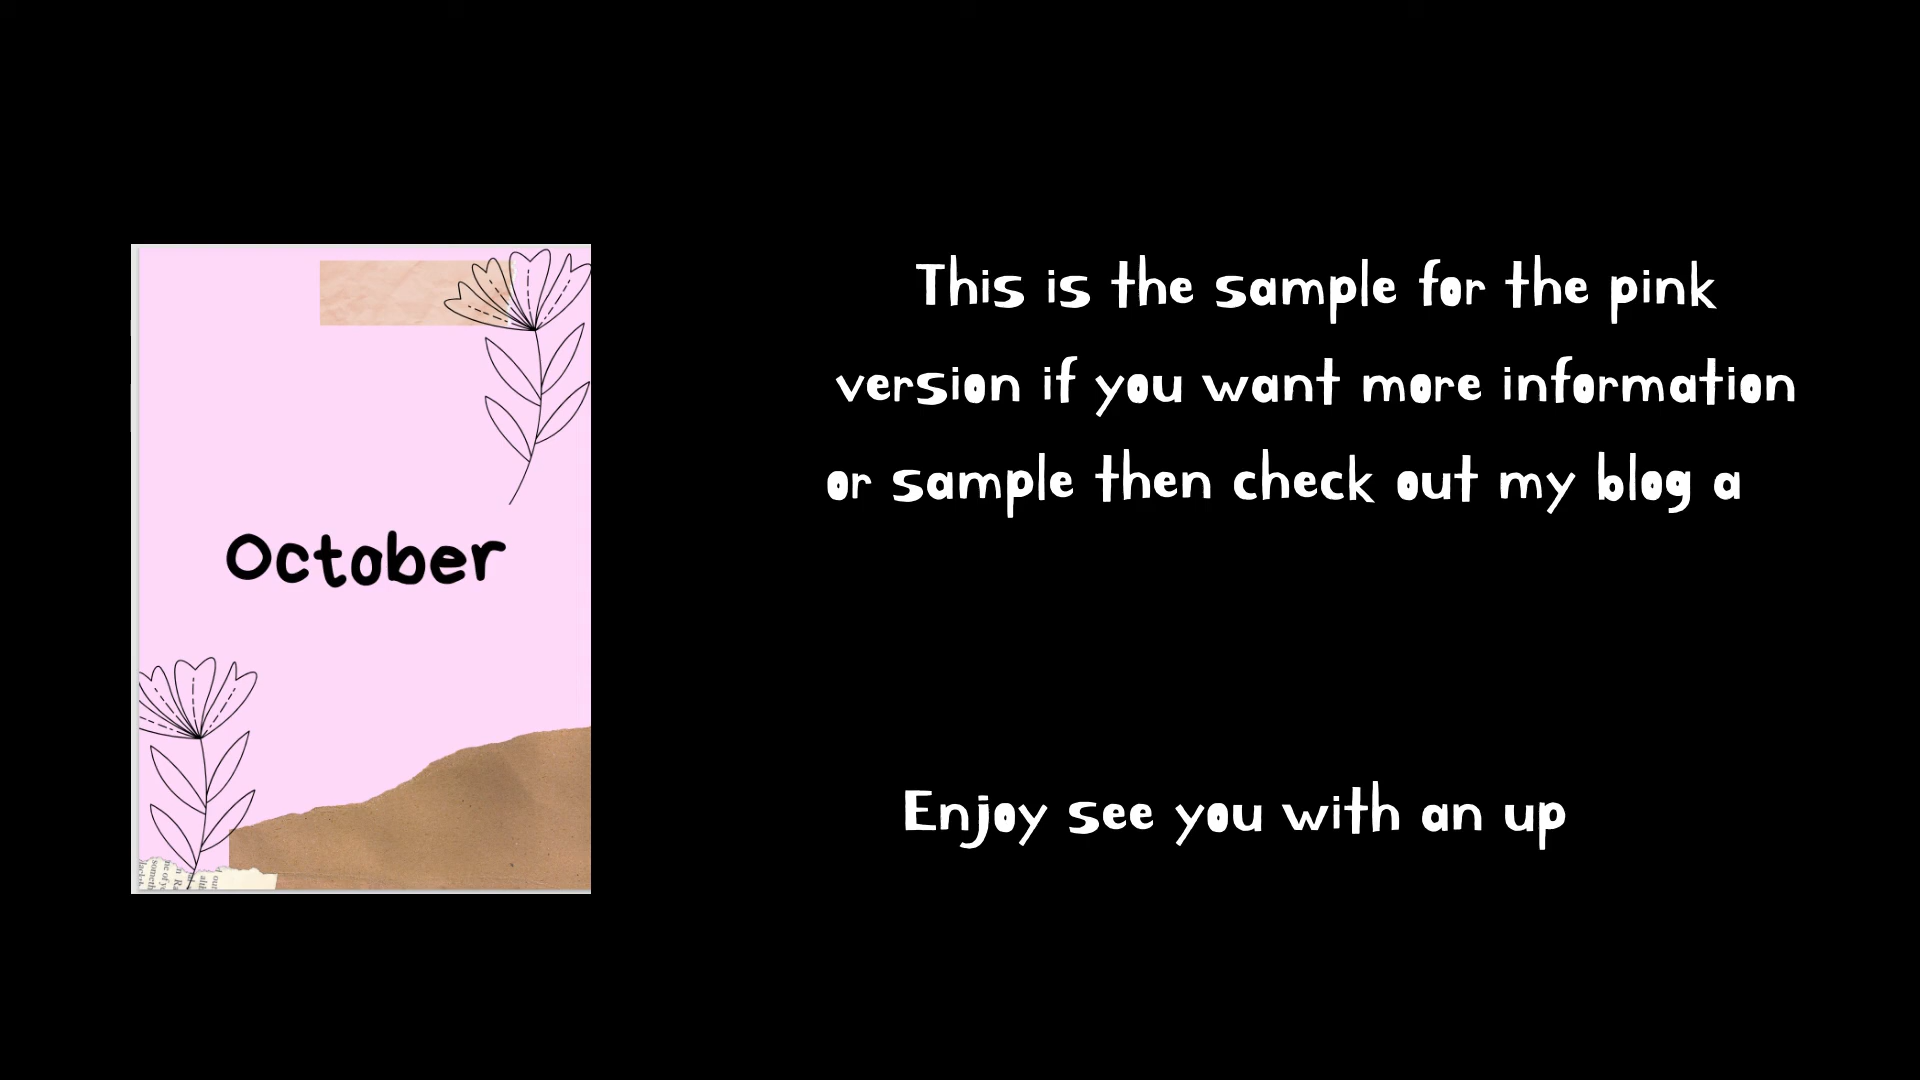 October
This is the sample for the pink
version if you want more information
or sample then check out my blog a
Enjoy see you with an up